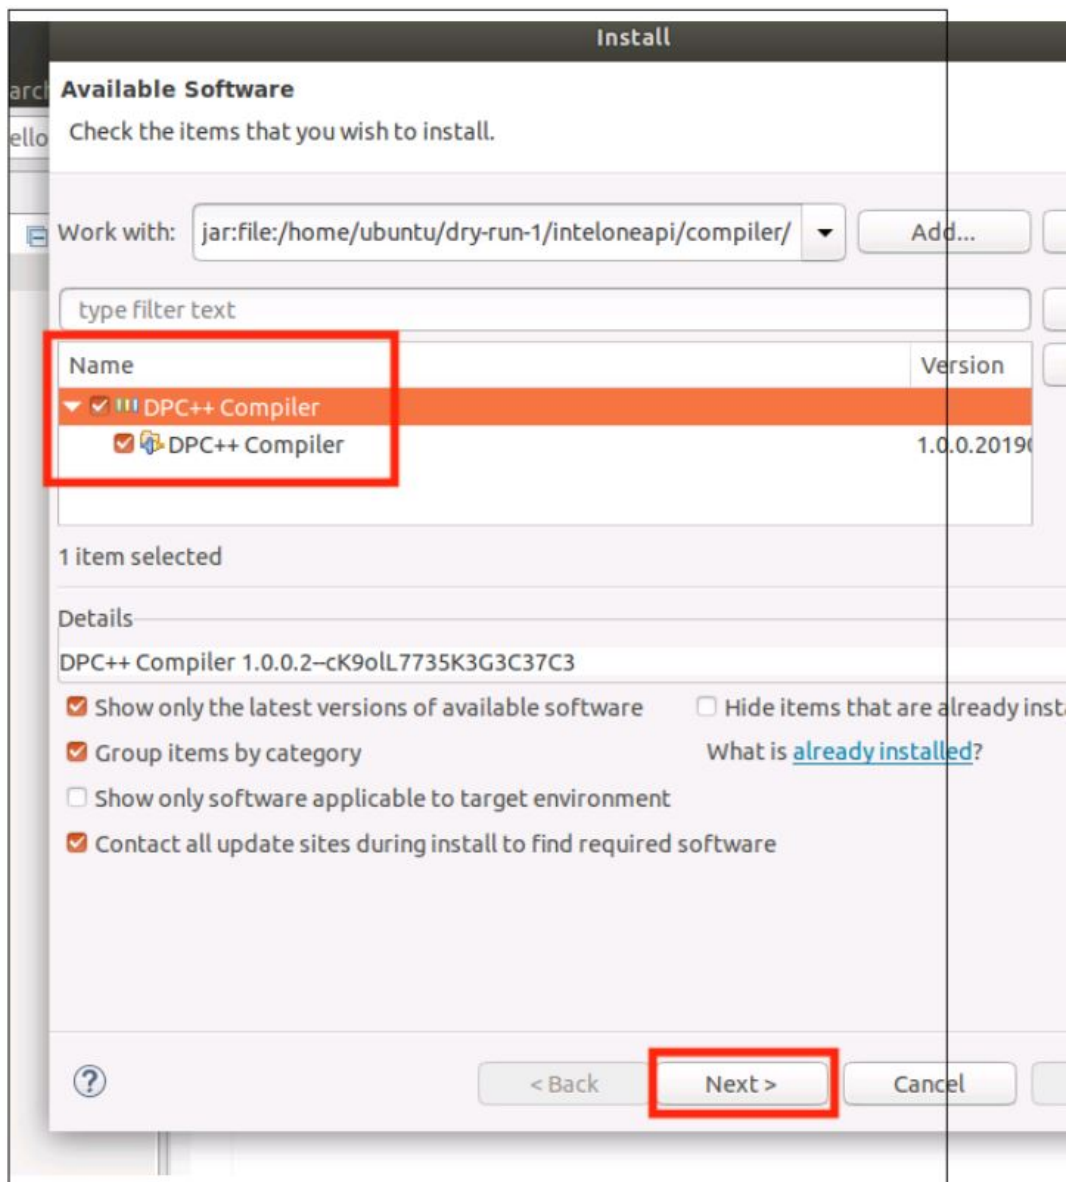 Install
arch
Available Software
Check the items that you wish to install.
ello
Work with: jar:file:/home/ubuntu/dry-run-1/inteloneapi/compiler/ Add...
type filter text
Name Version
DPC++ Compiler
DPC++ Compiler 1.0.0.20190
1 item selected
Details
DPC++ Compiler 1.0.0.2--cK9olL7735K3G3C37C3
Show only the latest versions of available software Hide items that are already insta
Group items by category What is already installed?
Show only software applicable to target environment
Contact all update sites during install to find required software
? < Back Next > Cancel